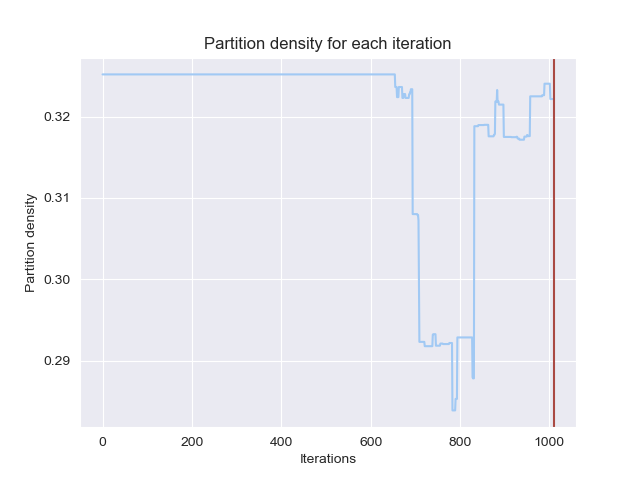 Partition density for each iteration
Partition density
0.32
0.31
0.30
0.29
0 200 400 600 800 1000
Iterations